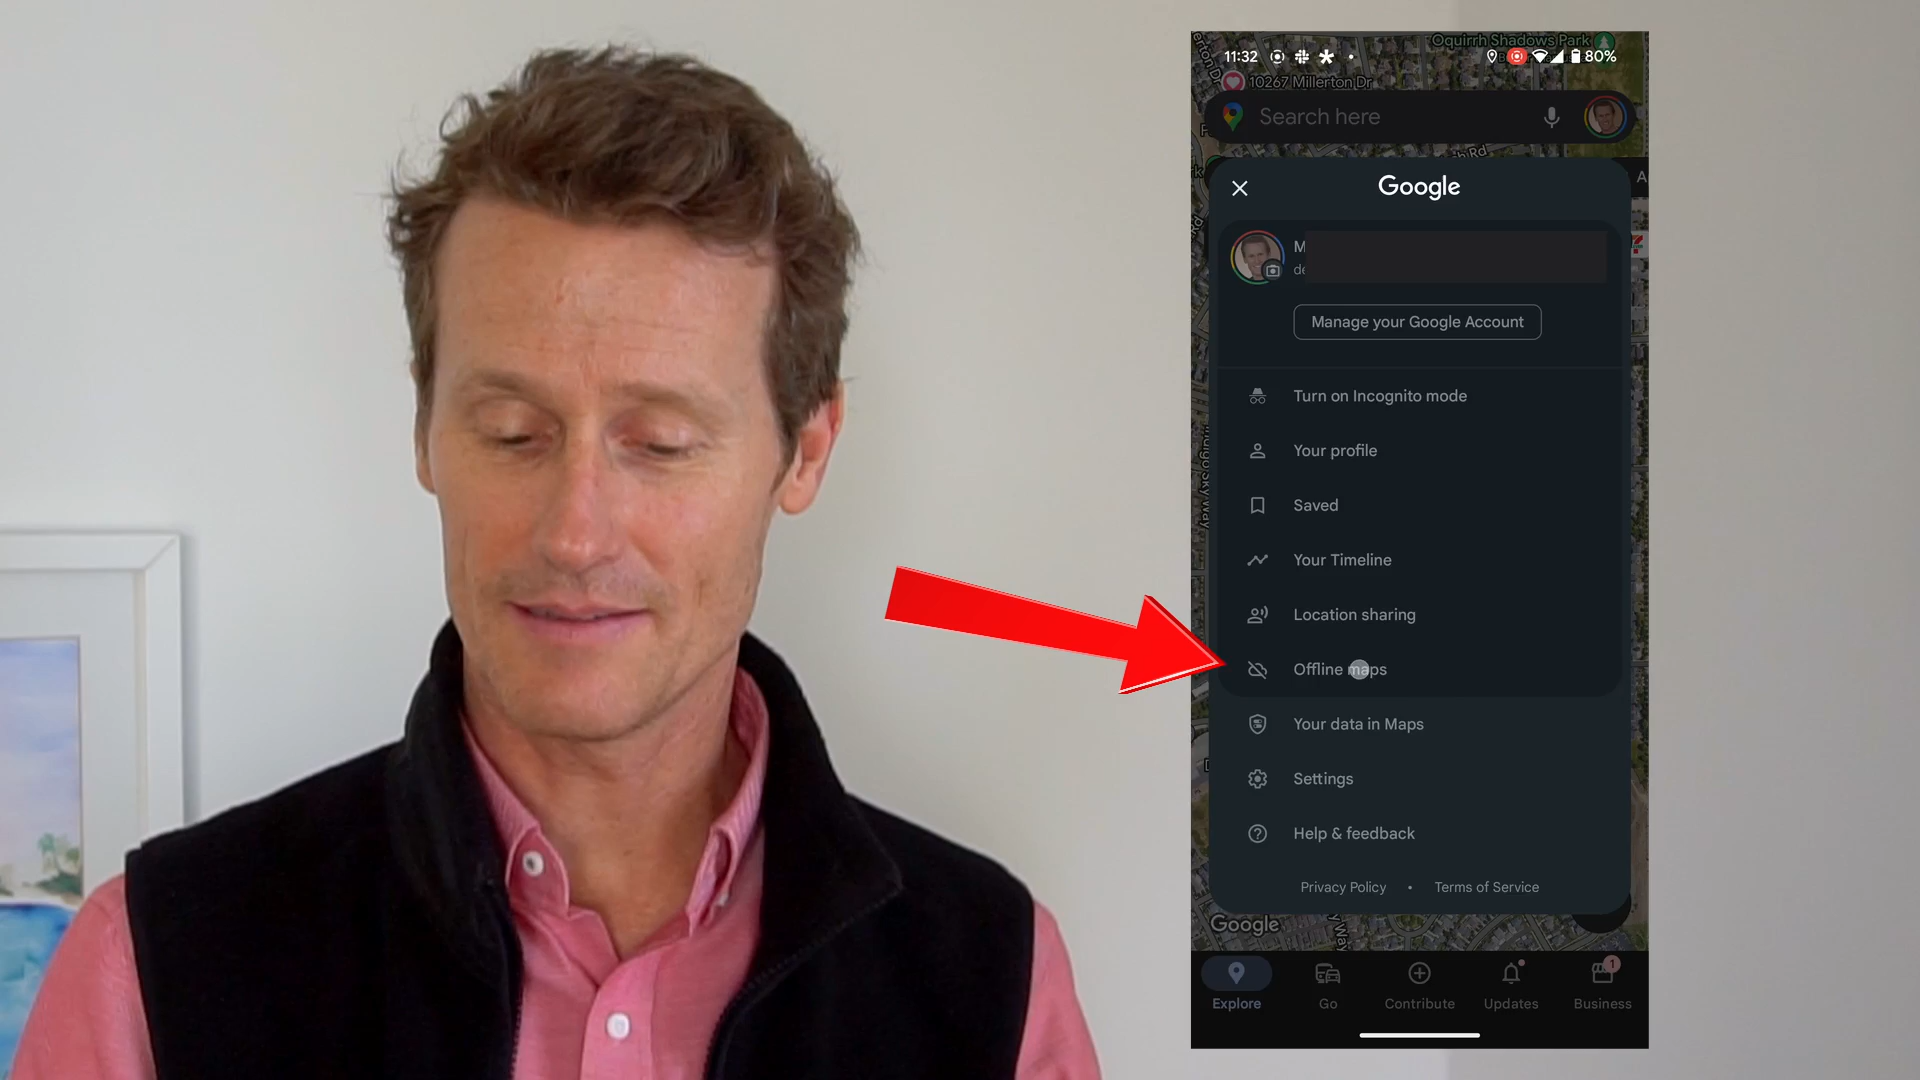 Oquirrh Shadows Park
11:32
80%
10267 Millerton Dr
Search here
Google
M
de
Manage your Google Account
Turn on Incognito mode
Your profile
Saved
Your Timeline
Location sharing
Offline maps
Your data in Maps
Settings
Help & feedback
Privacy Policy • Terms of Service
Google
Explore
Go
Contribute
Updates
1
Business